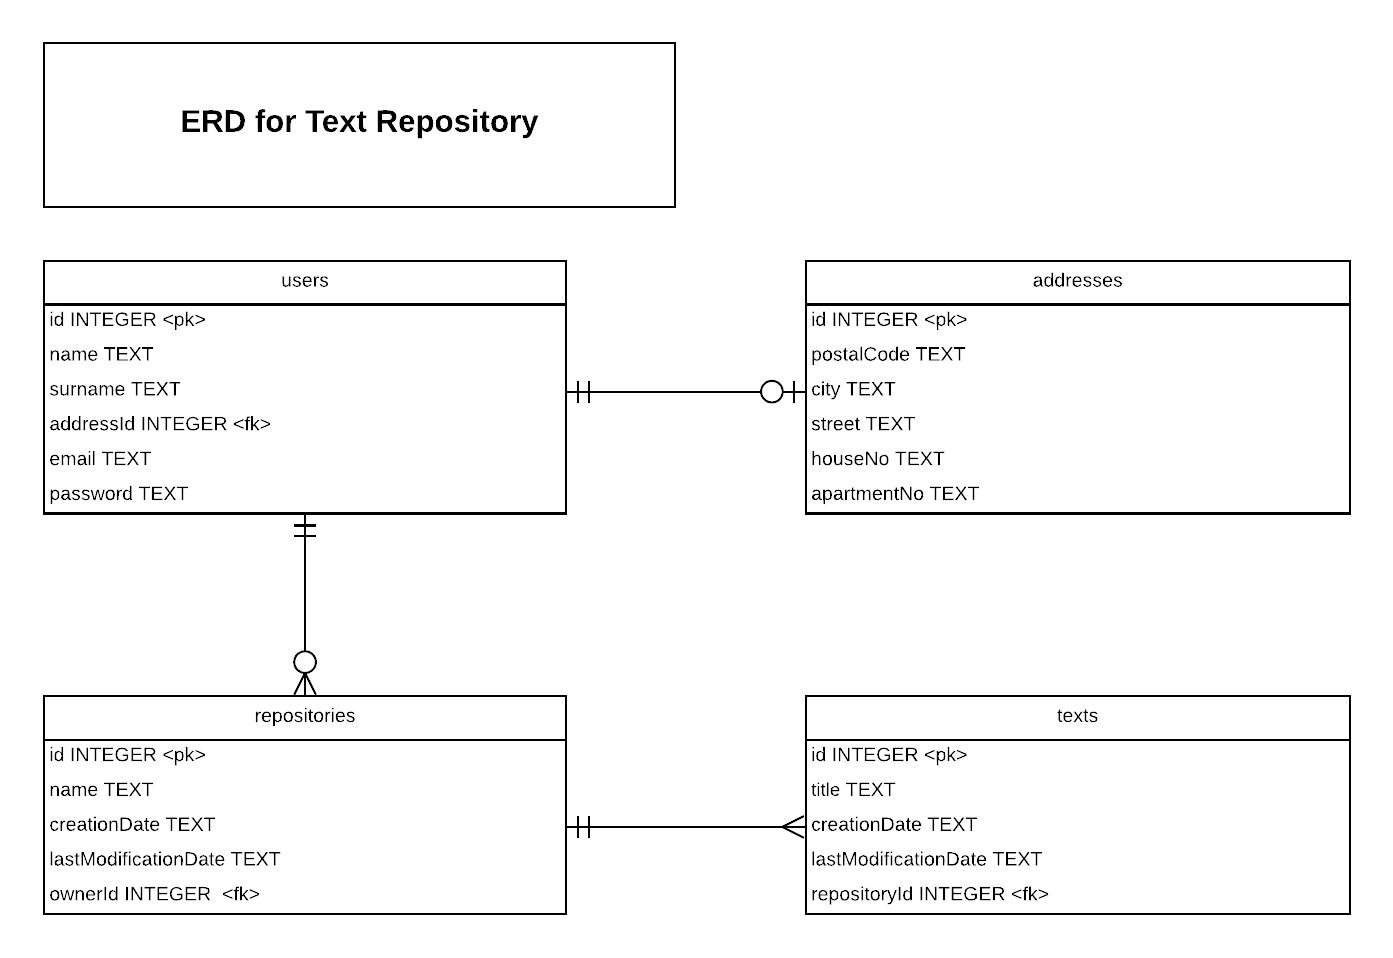 ERD for Text Repository
users
id INTEGER <pk>
name TEXT
surname TEXT
addressId INTEGER <fk>
email TEXT
password TEXT
addresses
id INTEGER <pk>
postalCode TEXT
city TEXT
street TEXT
houseNo TEXT
apartmentNo TEXT
repositories
id INTEGER <pk>
name TEXT
creationDate TEXT
lastModificationDate TEXT
ownerId INTEGER  <fk>
texts
id INTEGER <pk>
title TEXT
creationDate TEXT
lastModificationDate TEXT
repositoryId INTEGER <fk>